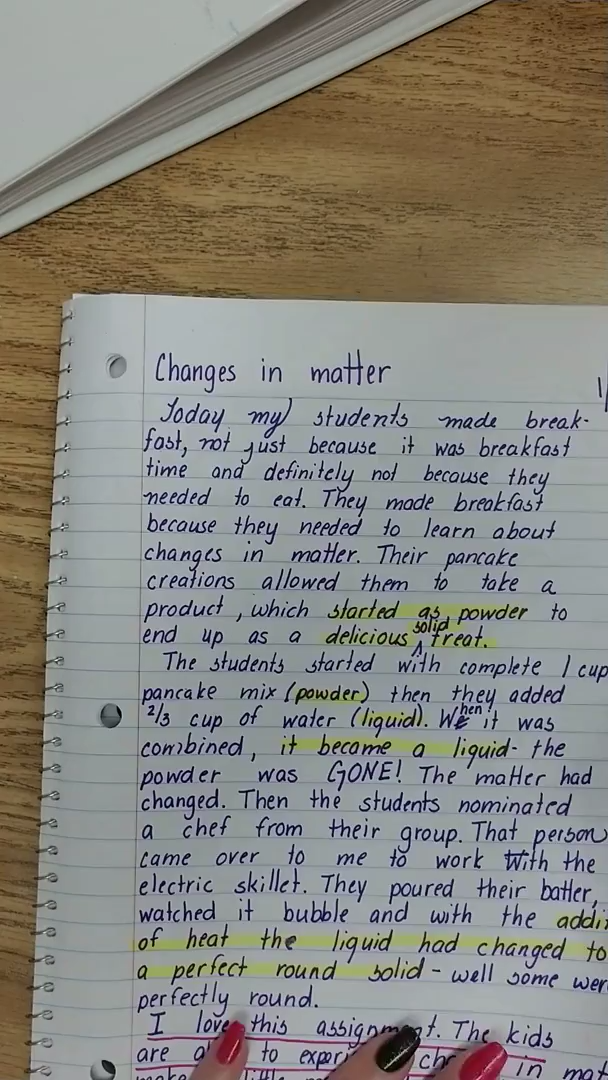 Changes in matter
Today my students made break-
fast, not just because it was breakfast
time and definitely not because they
needed to eat. They made breakfast
because they needed to learn about
changes in matter. Their pancake
creations allowed them to take a
product, which started as powder to
end up as a delicious solid treat.
The students started with complete 1 cup
pancake mix (powder) then they added
2/3 cup of water (liquid). When it was
combined, it became a liquid - the
powder was GONE! The matter had
changed. Then the students nominated
a chef from their group. That person
came over to me to work with the
electric skillet. They poured their batter,
watched it bubble and with the addit
of heat the liquid had changed to
a perfect round solid - well some were
perfectly round.
I love this assignment. The kids
are to in